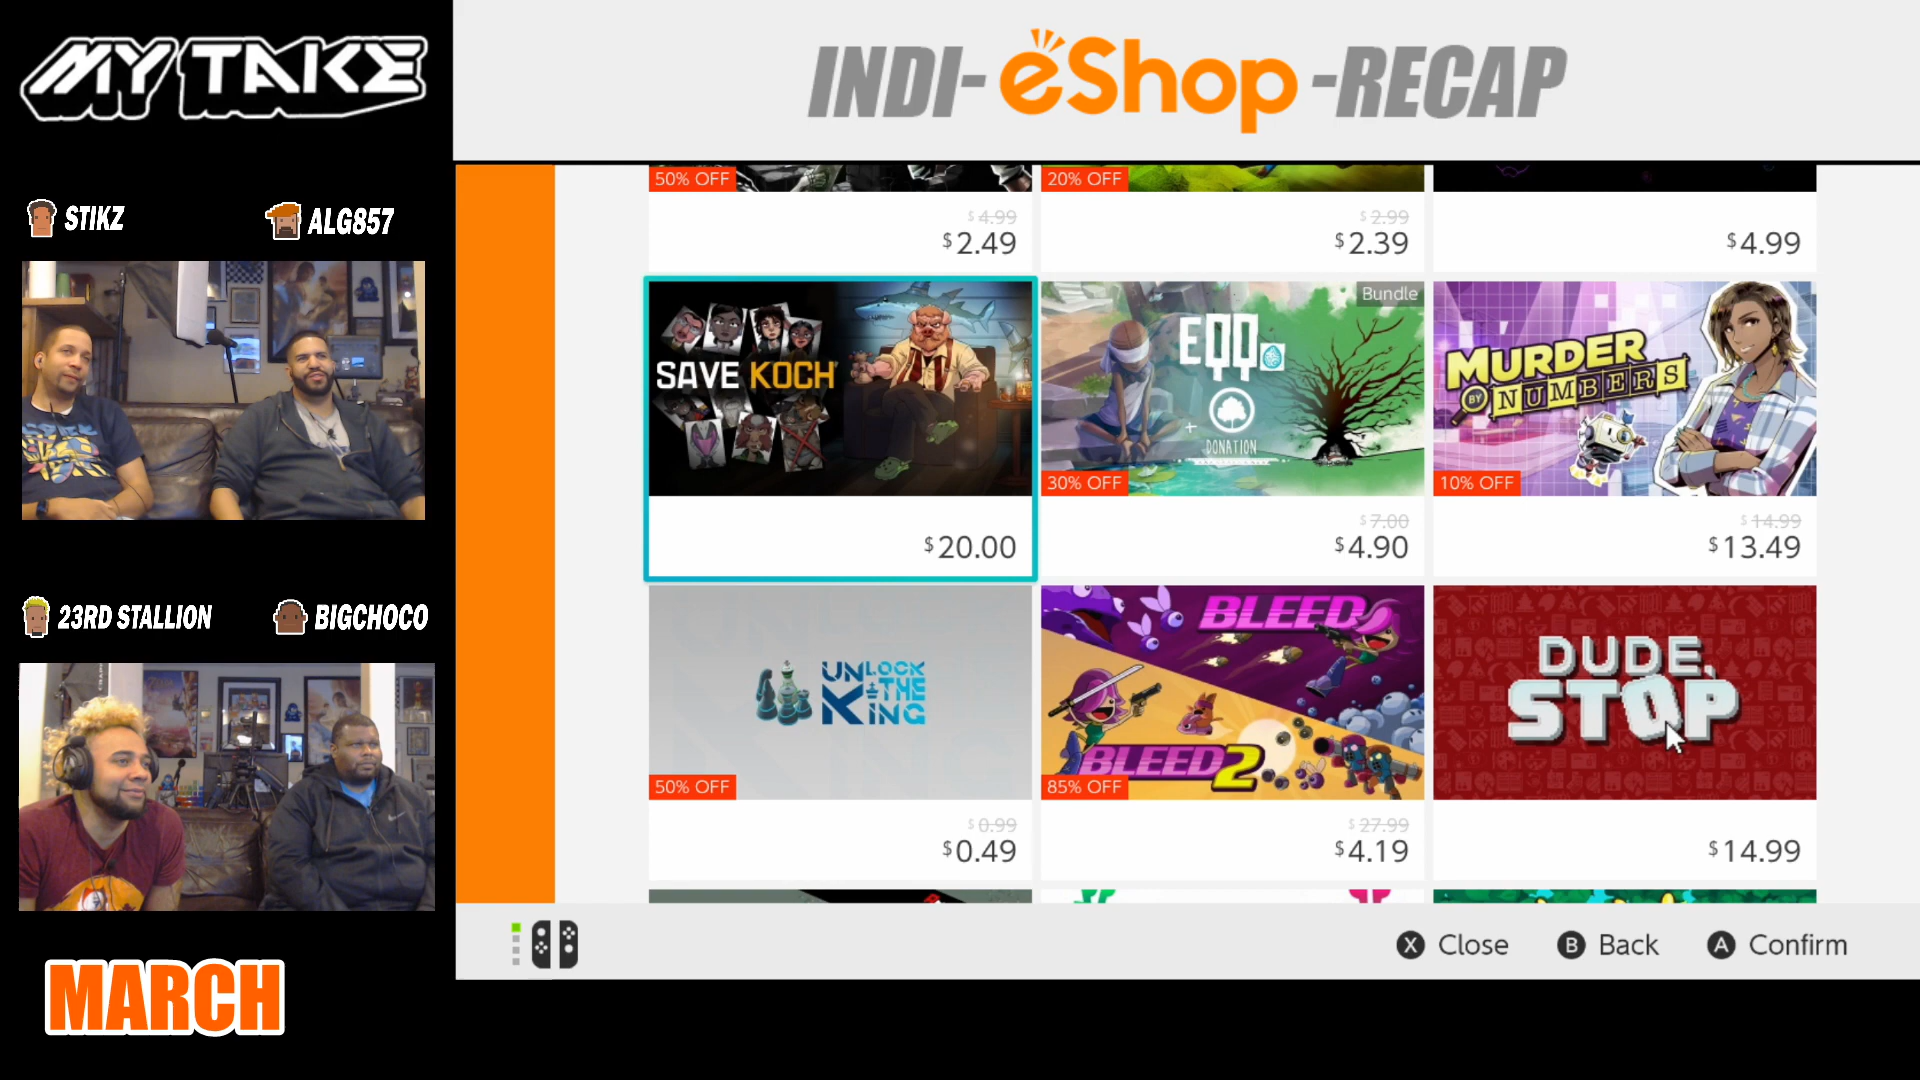 MY TAKE
INDI-eShop-RECAP
STIKZ
ALG857
23RD STALLION
BIGCHOCO
MARCH
50% OFF
$4.99
$2.49
20% OFF
$2.99
$2.39
$4.99
SAVE KOCH
$20.00
Bundle
EQQO
+
DONATION
30% OFF
$7.00
$4.90
MURDER
BY NUMBERS
10% OFF
$14.99
$13.49
UNLOCK
THE
KING
50% OFF
$0.99
$0.49
BLEED
BLEED 2
85% OFF
$27.99
$4.19
DUDE,
STOP
$14.99
X Close
B Back
A Confirm